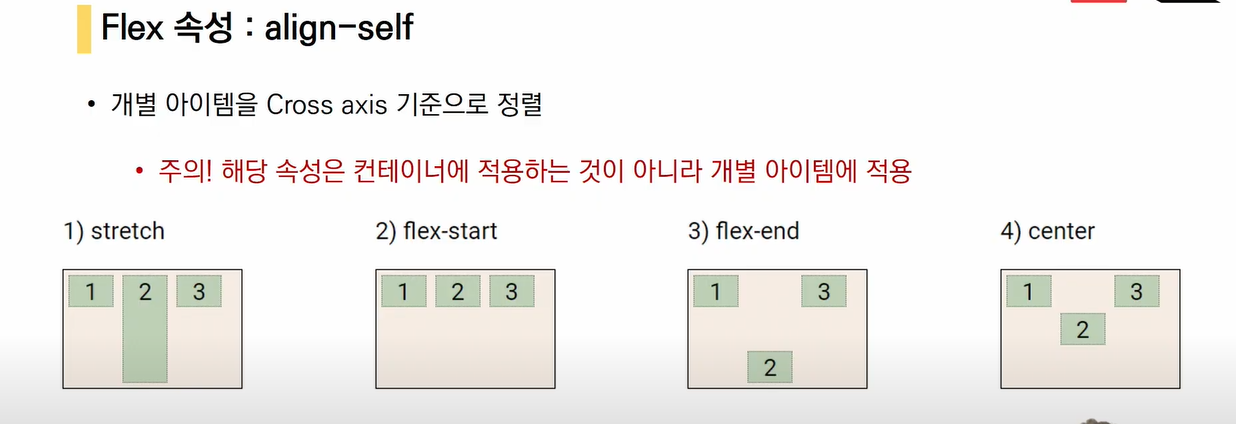 Flex 속성 : align-self
• 개별 아이템을 Cross axis 기준으로 정렬
• 주의! 해당 속성은 컨테이너에 적용하는 것이 아니라 개별 아이템에 적용
1) stretch
1 2 3
2) flex-start
1 2 3
3) flex-end
1 3
2
4) center
1 3
2